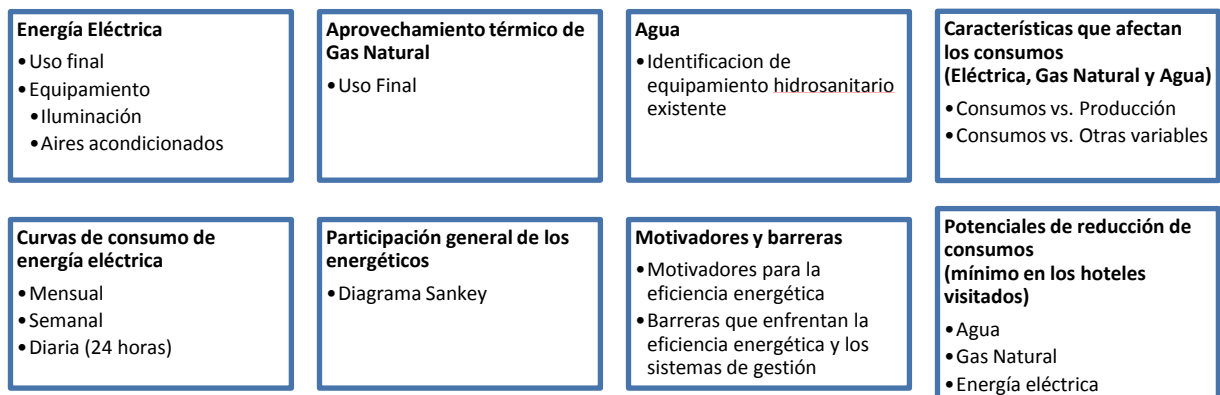 Energía Eléctrica
•Uso final
•Equipamiento
•Iluminación
•Aires acondicionados
Aprovechamiento térmico de
Gas Natural
•Uso Final
Agua
•Identificacion de
equipamiento hidrosanitario
existente
Características que afectan
los consumos
(Eléctrica, Gas Natural y Agua)
•Consumos vs. Producción
•Consumos vs. Otras variables
Curvas de consumo de
energía eléctrica
•Mensual
•Semanal
•Diaria (24 horas)
Participación general de los
energéticos
•Diagrama Sankey
Motivadores y barreras
•Motivadores para la
eficiencia energética
•Barreras que enfrentan la
eficiencia energética y los
sistemas de gestión
Potenciales de reducción de
consumos
(mínimo en los hoteles
visitados)
•Agua
•Gas Natural
•Energía eléctrica